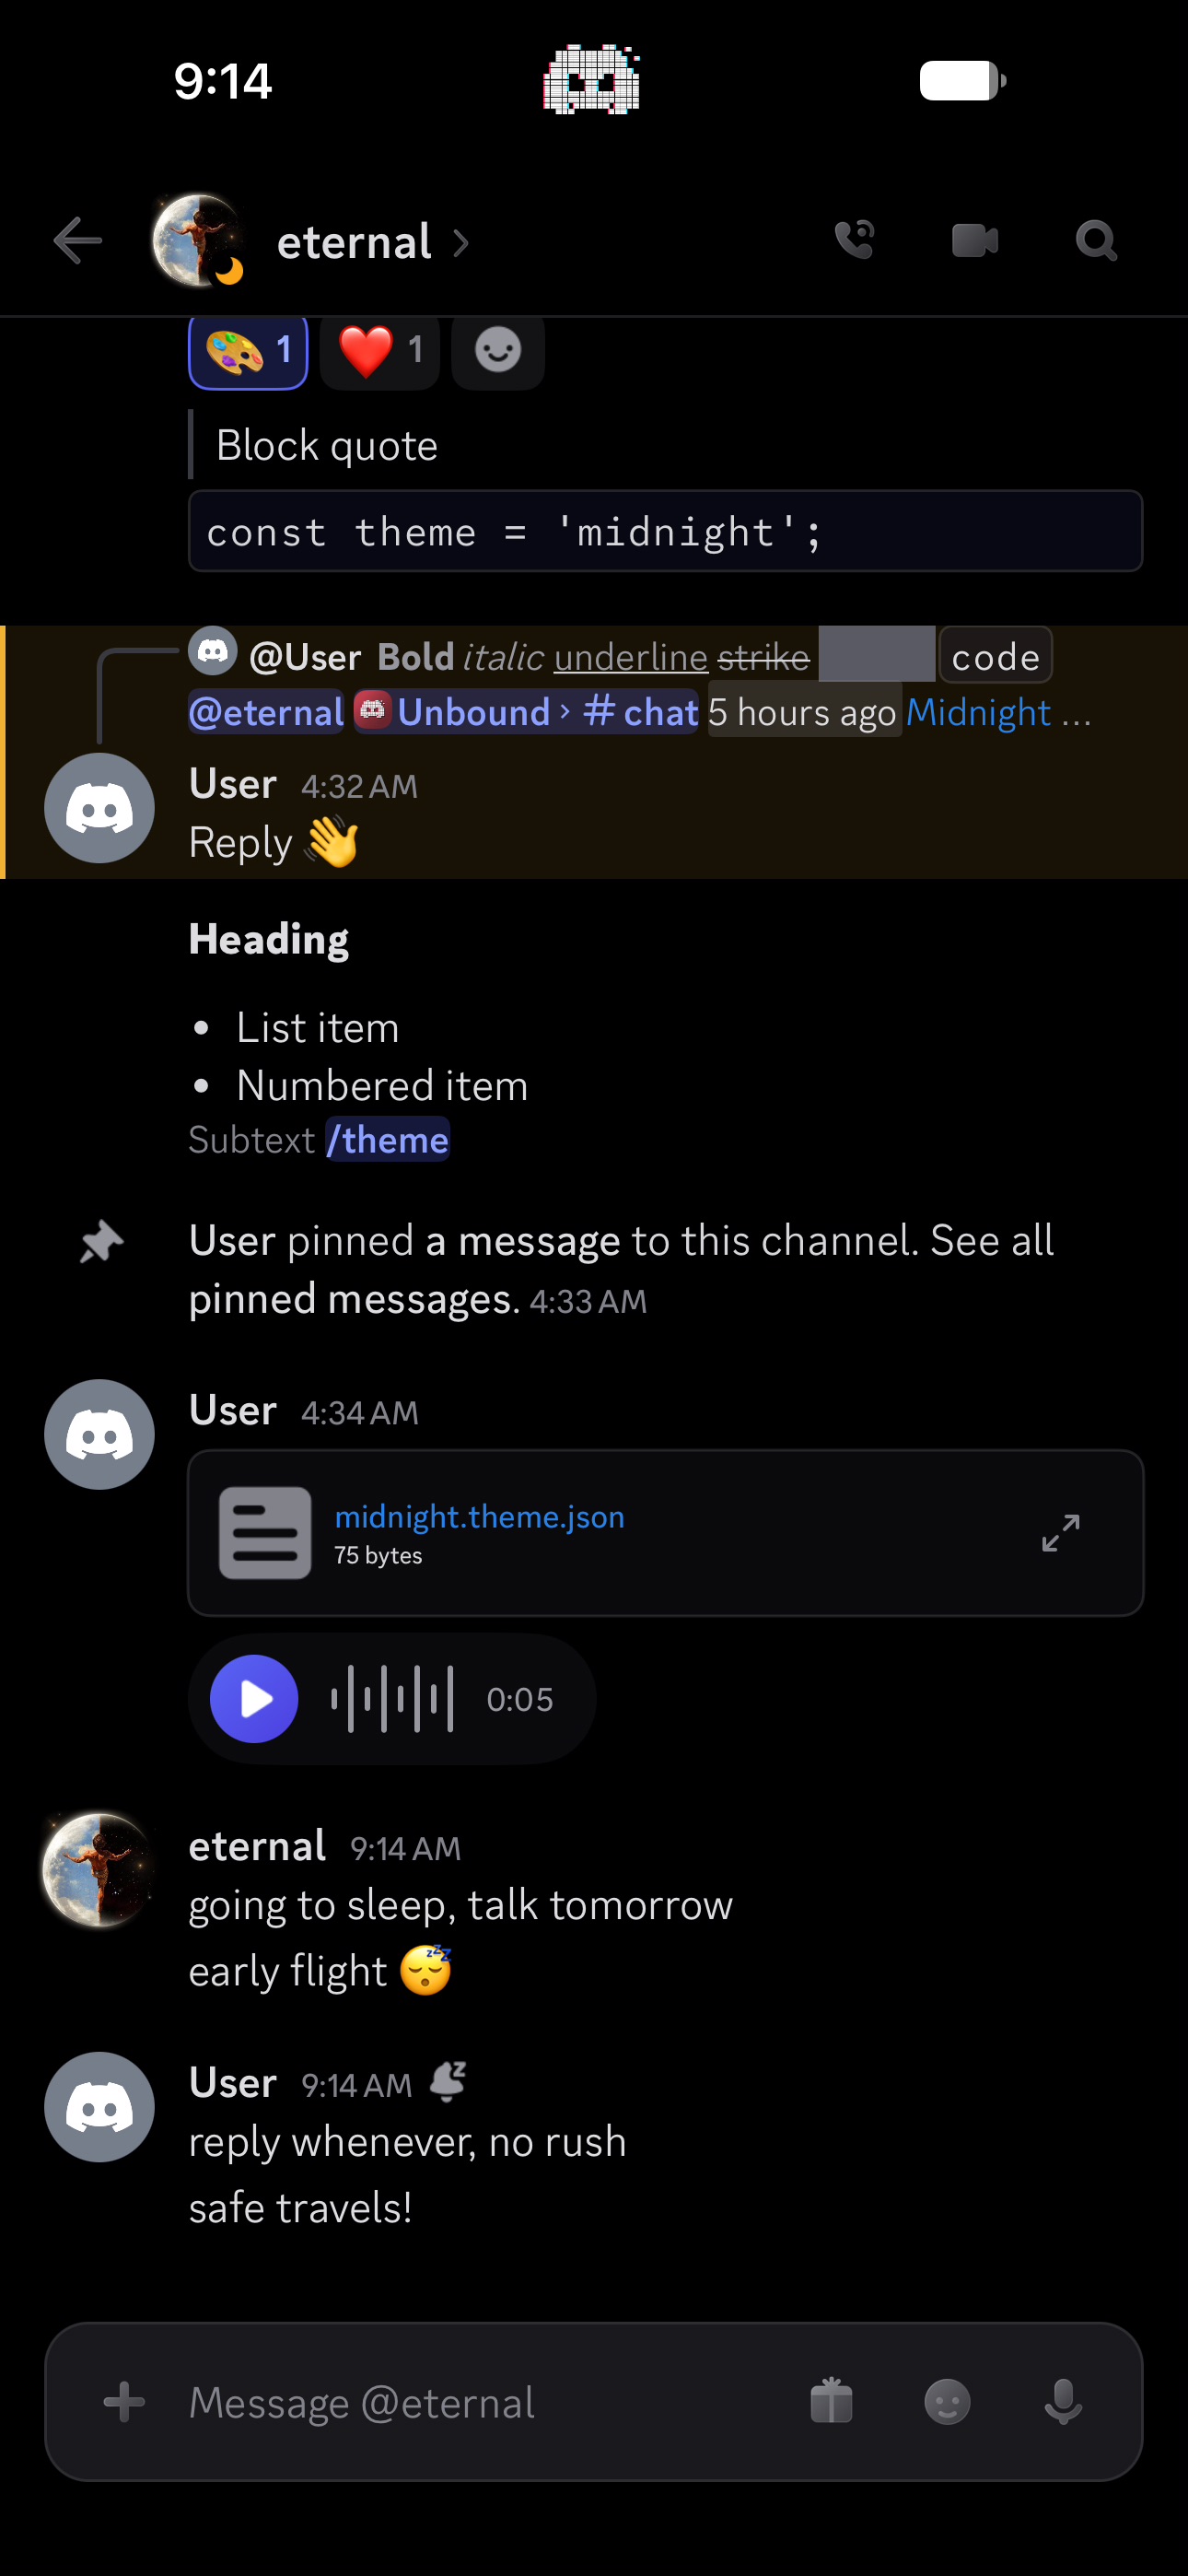 9:14
eternal
1 1
Block quote
const theme = 'midnight';
@User Bold italic underline strike code
@eternal Unbound › # chat 5 hours ago Midnight ...
User 4:32 AM
Reply 👋
Heading
• List item
• Numbered item
Subtext /theme
User pinned a message to this channel. See all
pinned messages. 4:33 AM
User 4:34 AM
midnight.theme.json
75 bytes
0:05
eternal 9:14 AM
going to sleep, talk tomorrow
early flight 😴
User 9:14 AM
reply whenever, no rush
safe travels!
Message @eternal